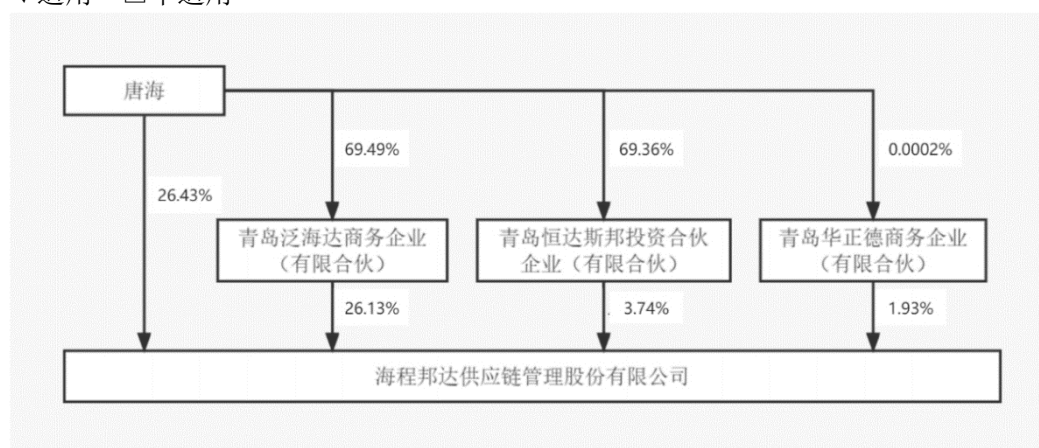 唐海
69.49%
69.36%
0.0002%
26.43%
青岛泛海达商务企业
（有限合伙）
青岛恒达斯邦投资合伙
企业（有限合伙）
青岛华正德商务企业
（有限合伙）
26.13%
3.74%
1.93%
海程邦达供应链管理股份有限公司